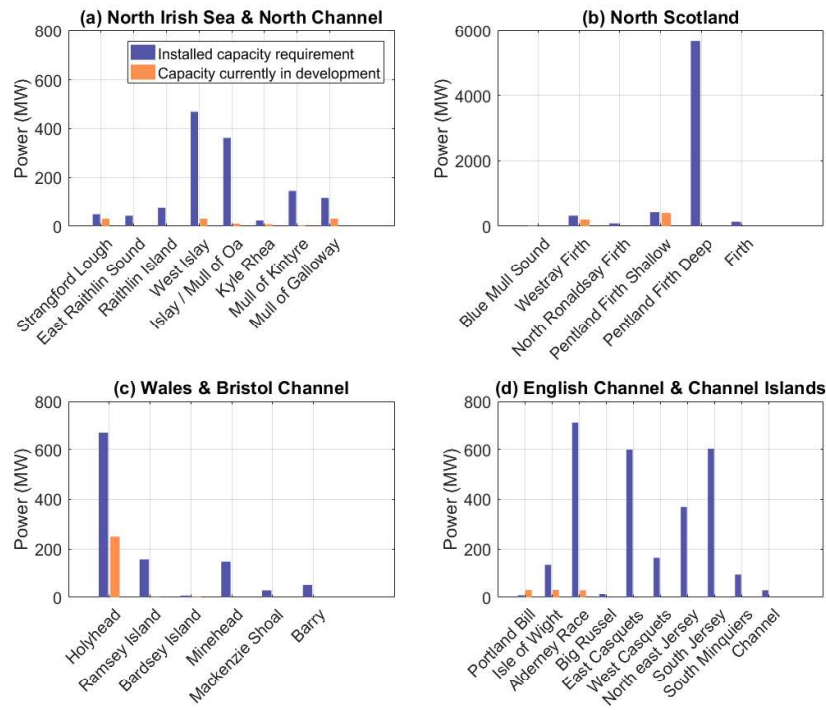 (a) North Irish Sea & North Channel
800
600
400
200
0
Power (MW)
Installed capacity requirement
Capacity currently in development
Strangford Lough
East Raithlin Sound
Raithlin Island
West Islay
Islay / Mull of Oa
Kyle Rhea
Mull of Kintyre
Mull of Galloway
(b) North Scotland
6000
4000
2000
0
Power (MW)
Blue Mull Sound
Westray Firth
North Ronaldsay Firth
Pentland Firth Shallow
Pentland Firth Deep
Firth
(c) Wales & Bristol Channel
800
600
400
200
0
Power (MW)
Holyhead
Ramsey Island
Bardsey Island
Minehead
Mackenzie Shoal
Barry
(d) English Channel & Channel Islands
800
600
400
200
0
Power (MW)
Portland Bill
Isle of Wight
Alderney Race
Big Russel
East Casquets
West Casquets
North east Jersey
South Jersey
South Minquiers
Channel